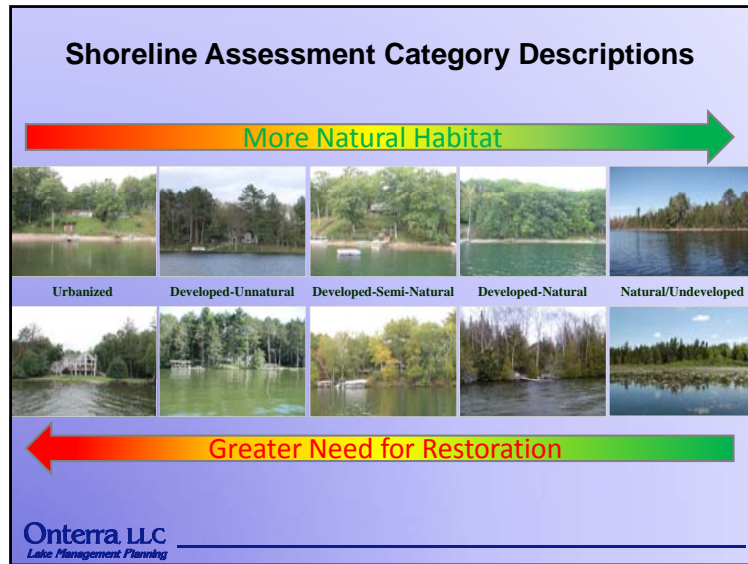 Shoreline Assessment Category Descriptions
More Natural Habitat
Urbanized
Developed-Unnatural
Developed-Semi-Natural
Developed-Natural
Natural/Undeveloped
Greater Need for Restoration
Onterra, LLC
Lake Management Planning